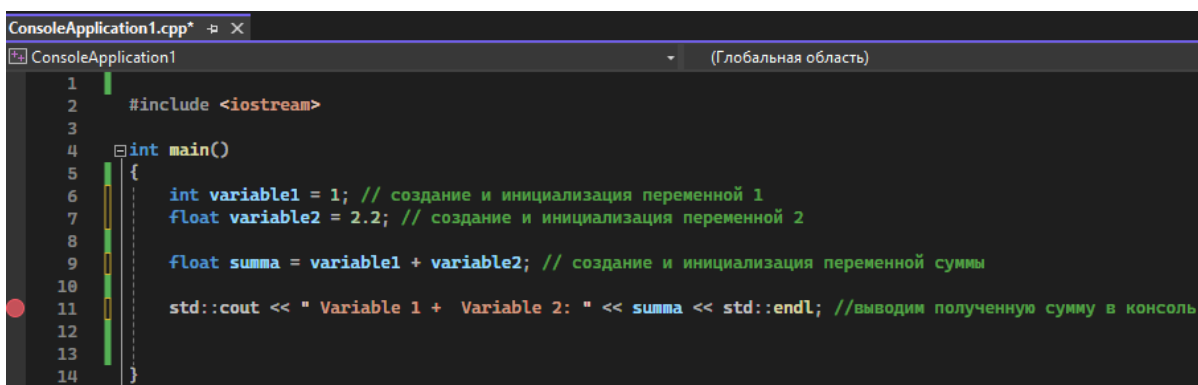 ConsoleApplication1.cpp*
ConsoleApplication1 (Глобальная область)
1
2 #include <iostream>
3
4 int main()
5 {
6 int variable1 = 1; // создание и инициализация переменной 1
7 float variable2 = 2.2; // создание и инициализация переменной 2
8
9 float summa = variable1 + variable2; // создание и инициализация переменной суммы
10
11 std::cout << " Variable 1 +  Variable 2: " << summa << std::endl; //выводим полученную сумму в консоль
12
13
14 }